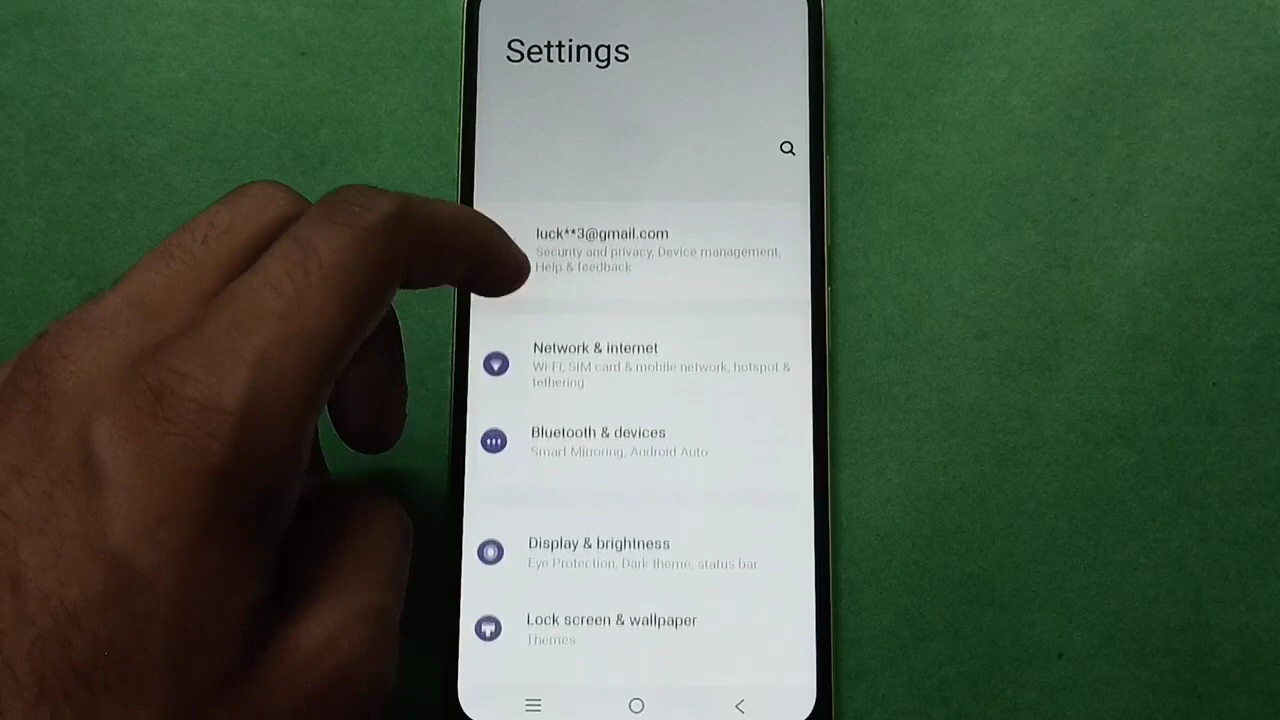 Settings
luck**3@gmail.com
Security and privacy, Device management,
Help & feedback
Network & internet
Wi-Fi, SIM card & mobile network, hotspot &
tethering
Bluetooth & devices
Smart Mirroring, Android Auto
Display & brightness
Eye Protection, Dark theme, status bar
Lock screen & wallpaper
Themes